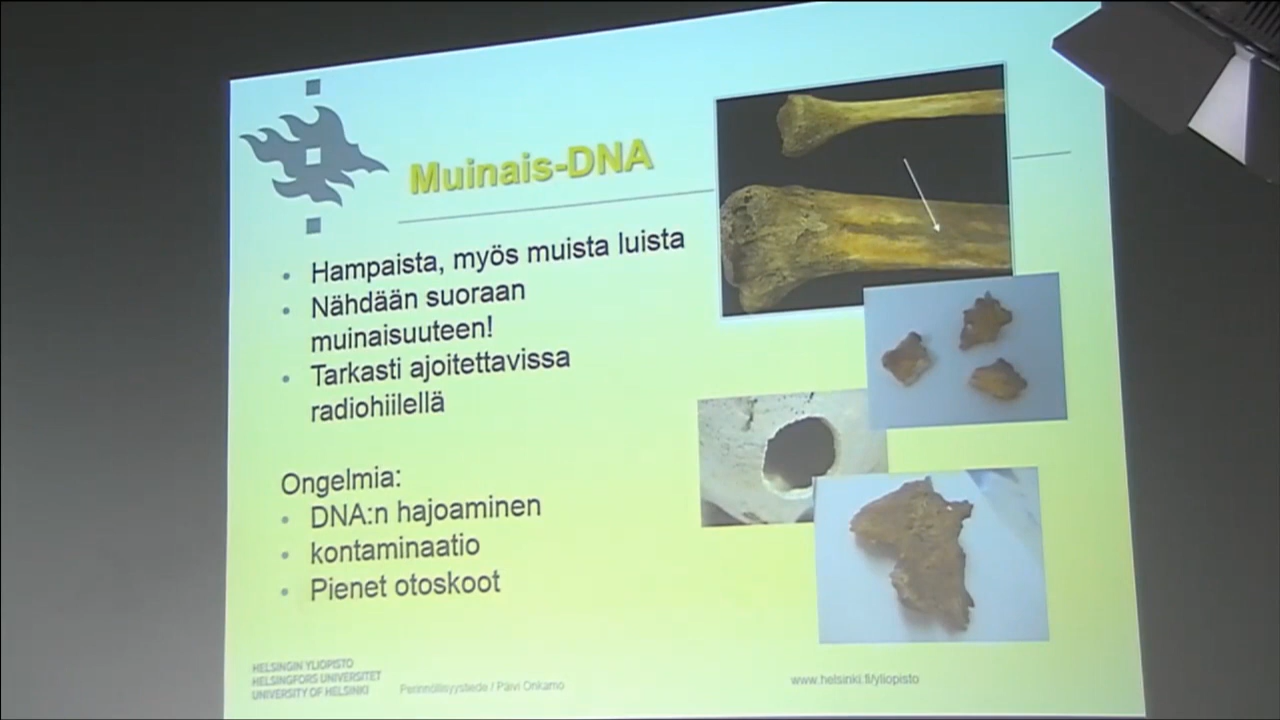 Muinais-DNA
• Hampaista, myös muista luista
• Nähdään suoraan
muinaisuuteen!
• Tarkasti ajoitettavissa
radiohiilellä
Ongelmia:
• DNA:n hajoaminen
• kontaminaatio
• Pienet otoskoot
HELSINGIN YLIOPISTO
HELSINGFORS UNIVERSITET
UNIVERSITY OF HELSINKI
Perinnöllisyystiede / Päivi Onkamo
www.helsinki.fi/yliopisto